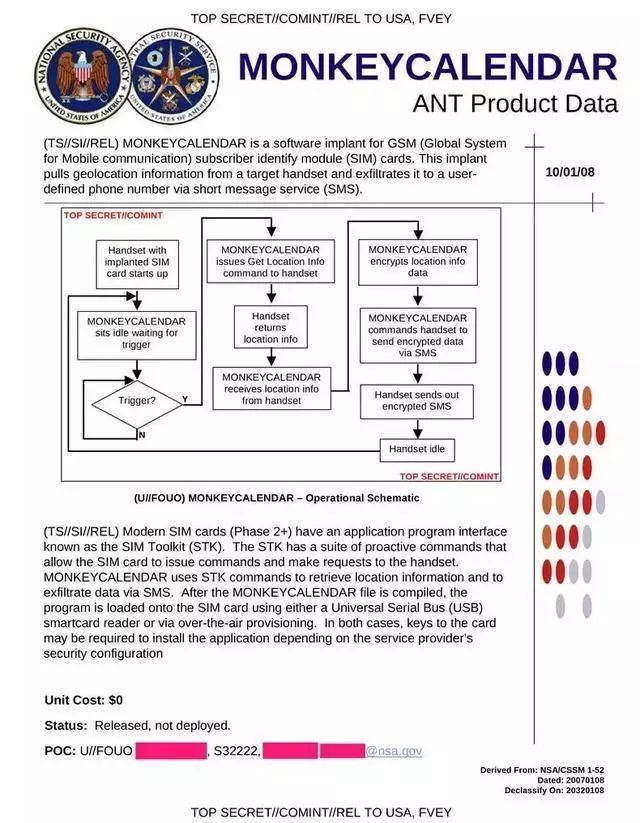 TOP SECRET//COMINT//REL TO USA, FVEY
NATIONAL SECURITY AGENCY
UNITED STATES OF AMERICA
CENTRAL SECURITY SERVICE
UNITED STATES OF AMERICA
MONKEYCALENDAR
ANT Product Data
(TS//SI//REL) MONKEYCALENDAR is a software implant for GSM (Global System
for Mobile communication) subscriber identify module (SIM) cards. This implant
pulls geolocation information from a target handset and exfiltrates it to a user-
defined phone number via short message service (SMS).
10/01/08
TOP SECRET//COMINT
Handset with
implanted SIM
card starts up
MONKEYCALENDAR
sits idle waiting for
trigger
Trigger?
Y
N
MONKEYCALENDAR
issues Get Location Info
command to handset
Handset
returns
location info
MONKEYCALENDAR
receives location info
from handset
MONKEYCALENDAR
encrypts location info
data
MONKEYCALENDAR
commands handset to
send encrypted data
via SMS
Handset sends out
encrypted SMS
Handset idle
TOP SECRET//COMINT
(U//FOUO) MONKEYCALENDAR – Operational Schematic
(TS//SI//REL) Modern SIM cards (Phase 2+) have an application program interface
known as the SIM Toolkit (STK). The STK has a suite of proactive commands that
allow the SIM card to issue commands and make requests to the handset.
MONKEYCALENDAR uses STK commands to retrieve location information and to
exfiltrate data via SMS. After the MONKEYCALENDAR file is compiled, the
program is loaded onto the SIM card using either a Universal Serial Bus (USB)
smartcard reader or via over-the-air provisioning. In both cases, keys to the card
may be required to install the application depending on the service provider's
security configuration
Unit Cost: $0
Status: Released, not deployed.
POC: U//FOUO , S32222, @nsa.gov
Derived From: NSA/CSSM 1-52
Dated: 20070108
Declassify On: 20320108
TOP SECRET//COMINT//REL TO USA, FVEY